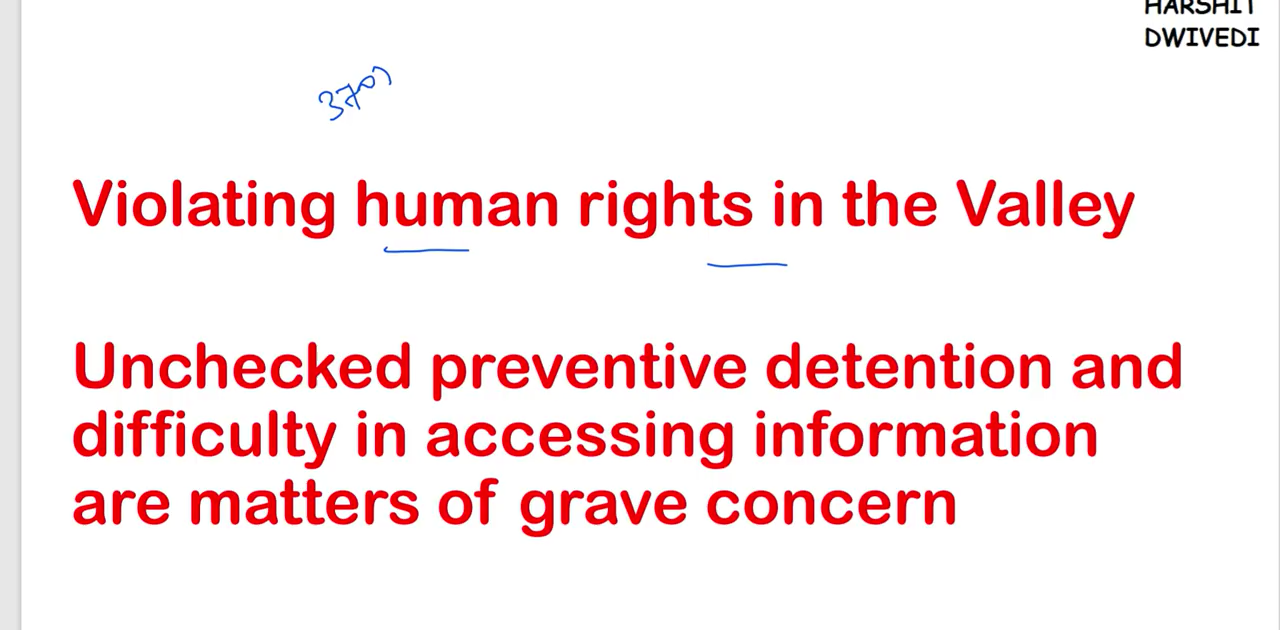 HARSHIT
DWIVEDI
370)
Violating human rights in the Valley
Unchecked preventive detention and
difficulty in accessing information
are matters of grave concern